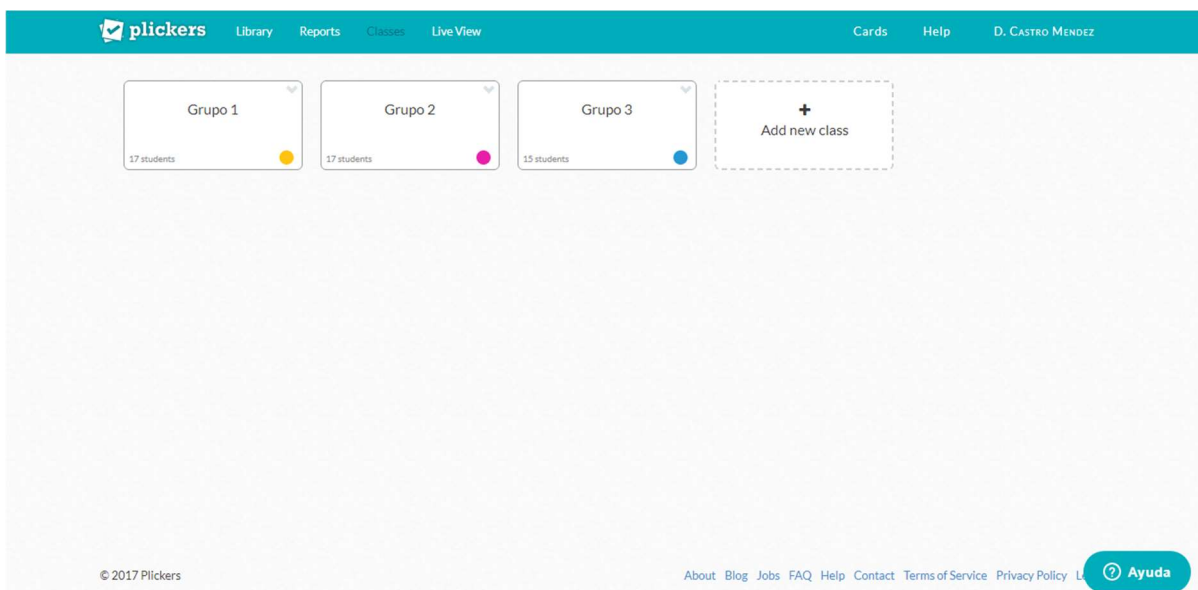 plickers Library Reports Classes Live View Cards Help D. CASTRO MENDEZ
Grupo 1 Grupo 2 Grupo 3
Add new class
17 students 17 students 15 students
© 2017 Plickers About Blog Jobs FAQ Help Contact Terms of Service Privacy Policy Ayuda